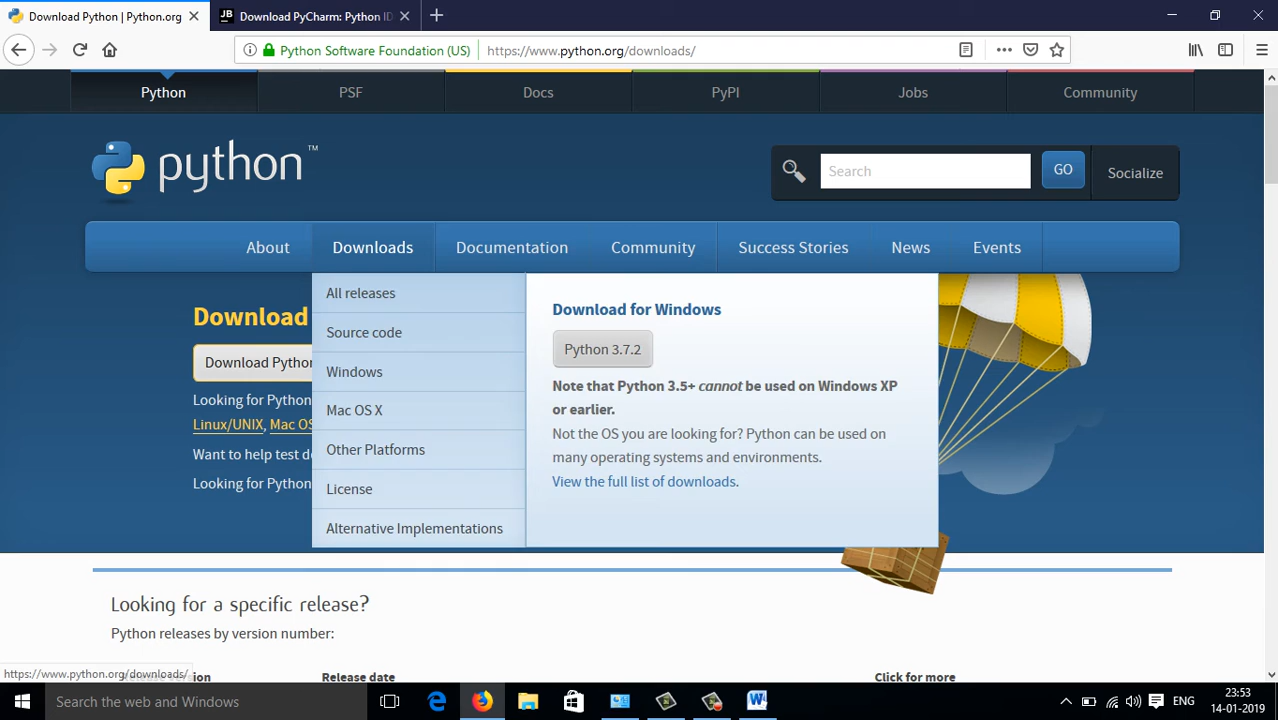 Download Python | Python.org
Download PyCharm: Python ID
Python Software Foundation (US)
https://www.python.org/downloads/
Python
PSF
Docs
PyPI
Jobs
Community
python™
Search
GO
Socialize
About
Downloads
Documentation
Community
Success Stories
News
Events
All releases
Source code
Windows
Mac OS X
Other Platforms
License
Alternative Implementations
Download for Windows
Python 3.7.2
Note that Python 3.5+ cannot be used on Windows XP
or earlier.
Not the OS you are looking for? Python can be used on
many operating systems and environments.
View the full list of downloads.
Download
Download Python
Looking for Python
Linux/UNIX, Mac OS
Want to help test de
Looking for Python
Looking for a specific release?
Python releases by version number:
Release date
Click for more
https://www.python.org/downloads/
Search the web and Windows
ENG
23:53
14-01-2019